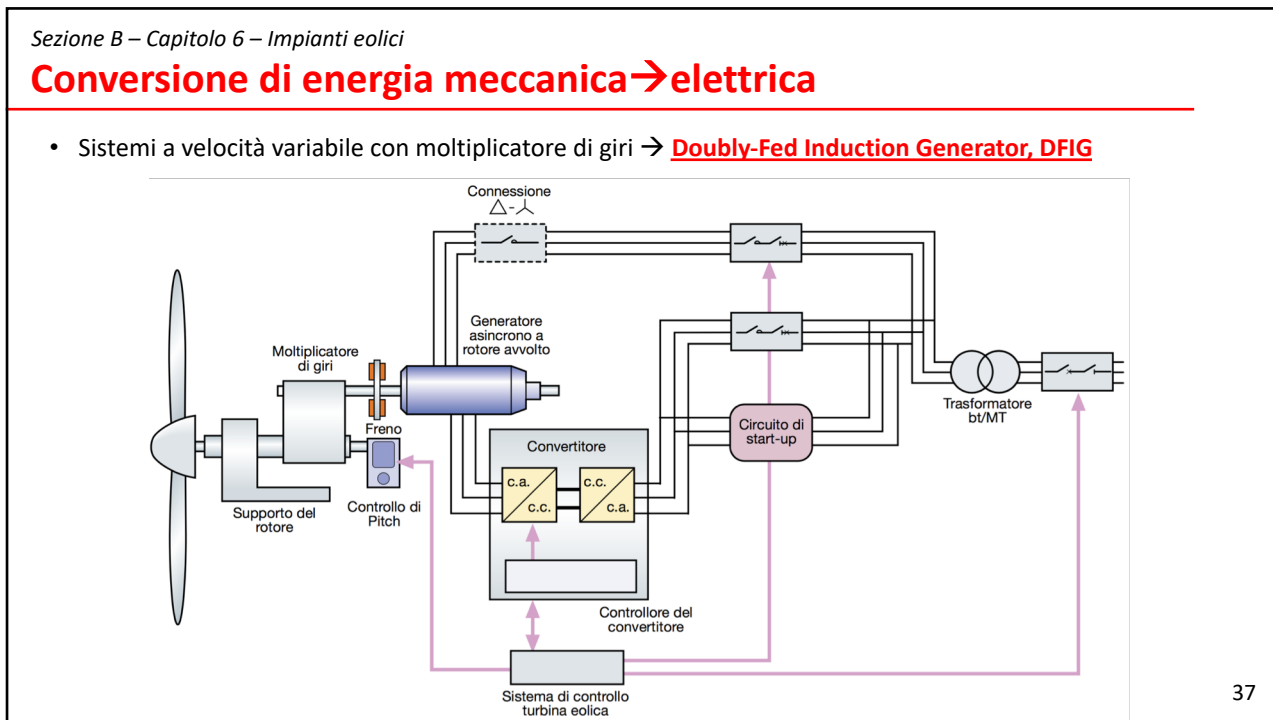 Sezione B – Capitolo 6 – Impianti eolici
Conversione di energia meccanica→elettrica
• Sistemi a velocità variabile con moltiplicatore di giri → Doubly-Fed Induction Generator, DFIG
Connessione
△-⅄
Generatore
asincrono a
rotore avvolto
Moltiplicatore
di giri
Freno
Supporto del
rotore
Controllo di
Pitch
Convertitore
c.a.
c.c.
c.c.
c.a.
Controllore del
convertitore
Circuito di
start-up
Trasformatore
bt/MT
Sistema di controllo
turbina eolica
37